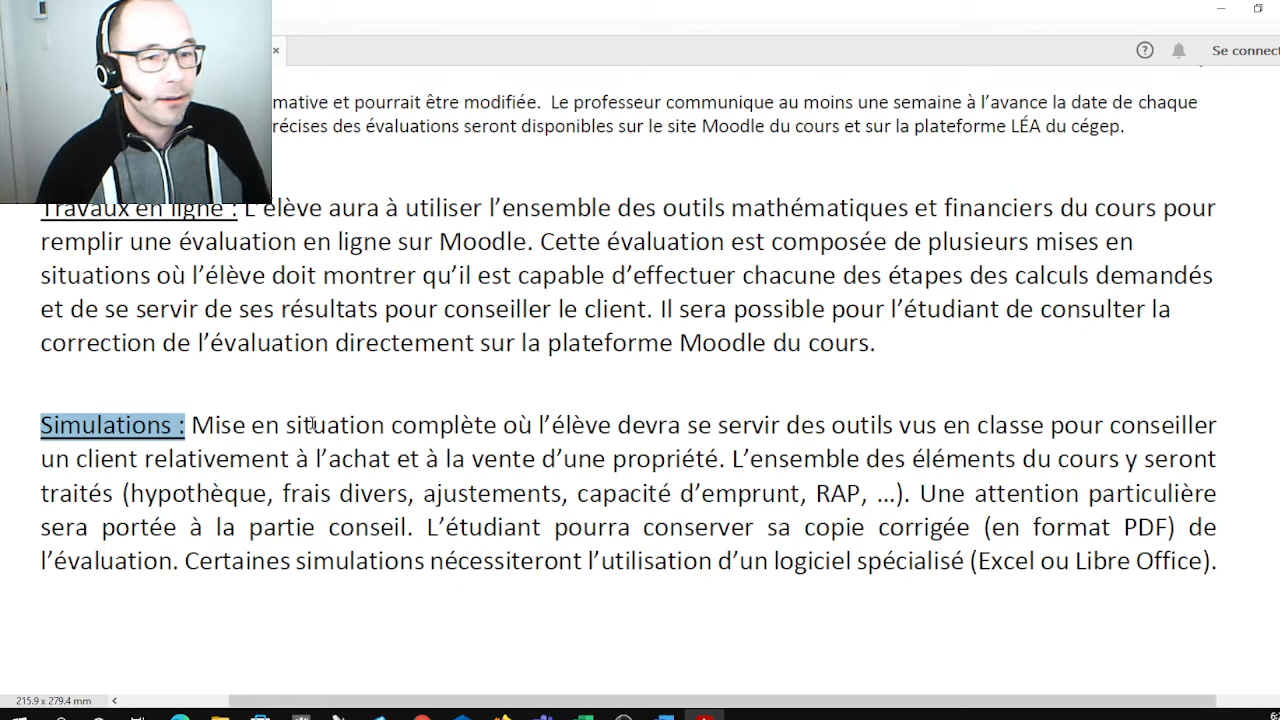 Se connect
mative et pourrait être modifiée. Le professeur communique au moins une semaine à l'avance la date de chaque
récises des évaluations seront disponibles sur le site Moodle du cours et sur la plateforme LÉA du cégep.
Travaux en ligne : L'élève aura à utiliser l'ensemble des outils mathématiques et financiers du cours pour
remplir une évaluation en ligne sur Moodle. Cette évaluation est composée de plusieurs mises en
situations où l'élève doit montrer qu'il est capable d'effectuer chacune des étapes des calculs demandés
et de se servir de ses résultats pour conseiller le client. Il sera possible pour l'étudiant de consulter la
correction de l'évaluation directement sur la plateforme Moodle du cours.
Simulations : Mise en situation complète où l'élève devra se servir des outils vus en classe pour conseiller
un client relativement à l'achat et à la vente d'une propriété. L'ensemble des éléments du cours y seront
traités (hypothèque, frais divers, ajustements, capacité d'emprunt, RAP, …). Une attention particulière
sera portée à la partie conseil. L'étudiant pourra conserver sa copie corrigée (en format PDF) de
l'évaluation. Certaines simulations nécessiteront l'utilisation d'un logiciel spécialisé (Excel ou Libre Office).
215.9 x 279.4 mm